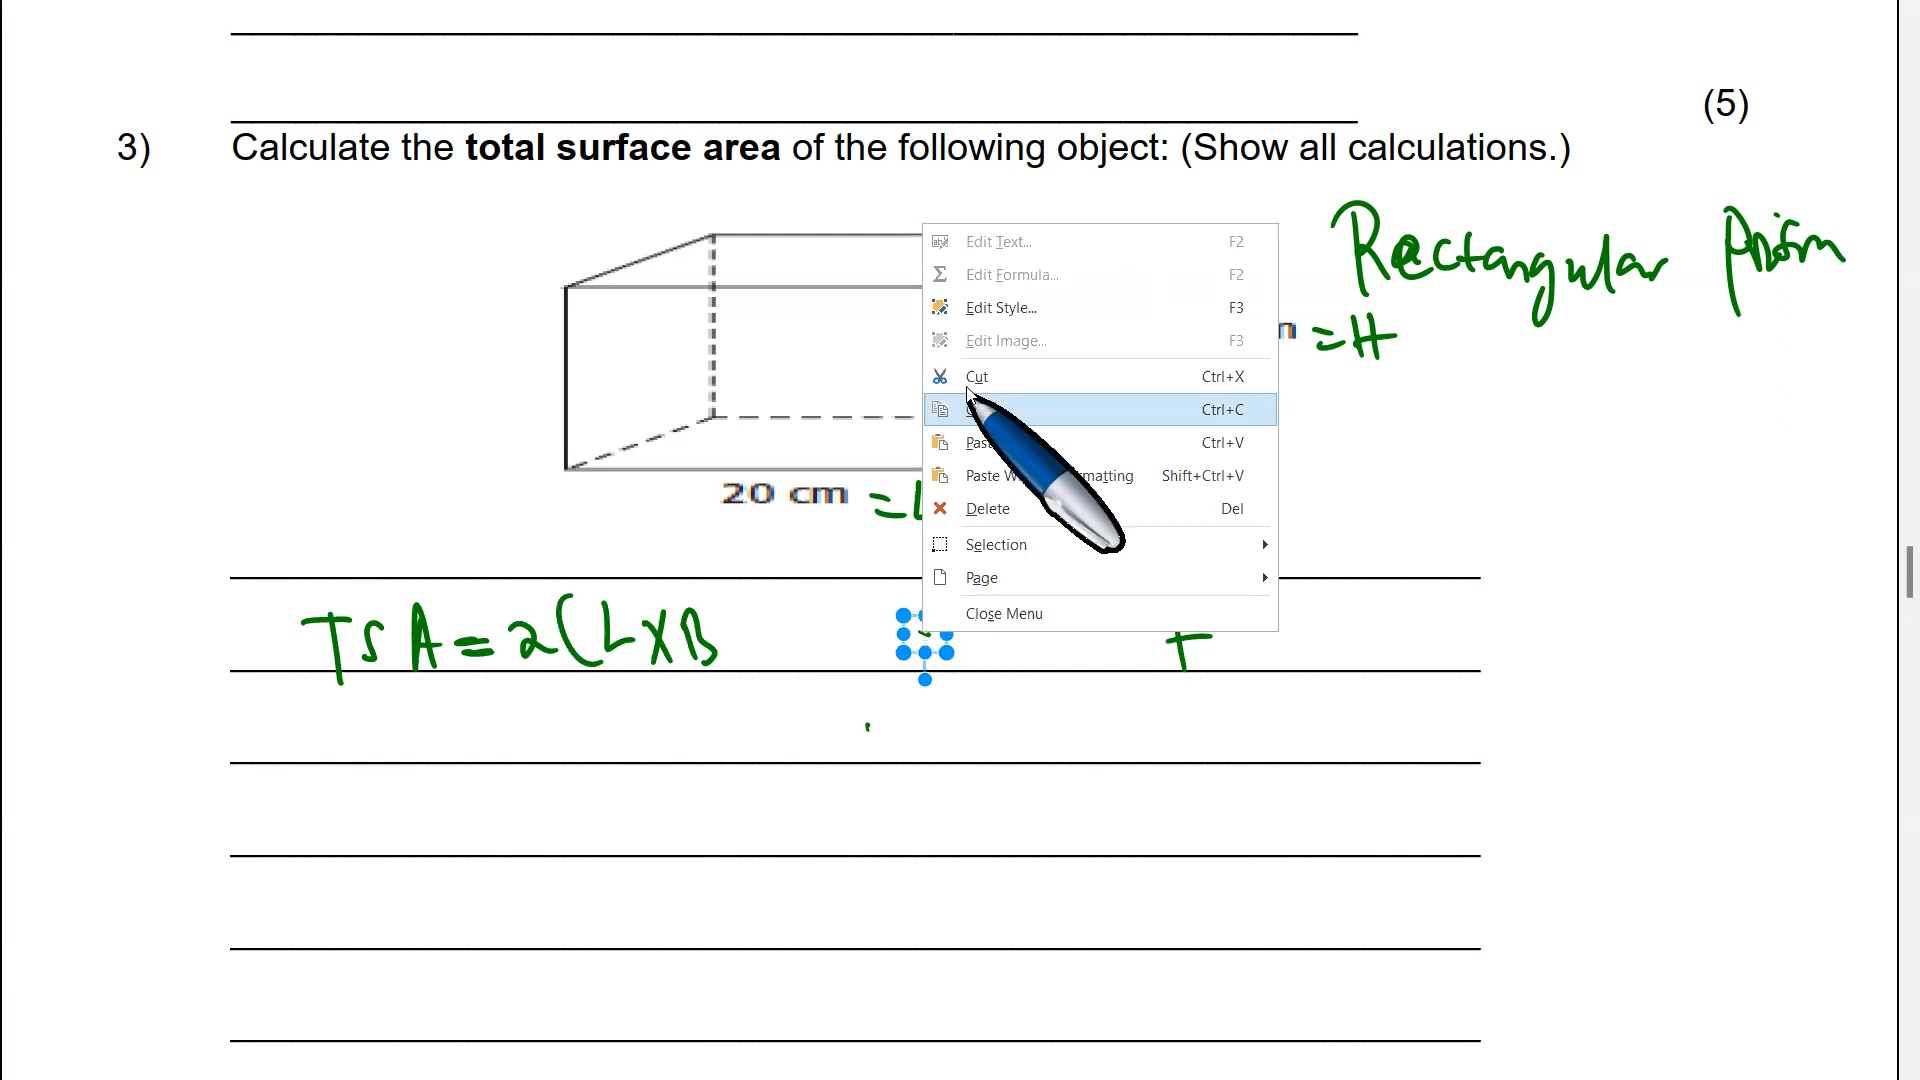 (5)
3) Calculate the total surface area of the following object: (Show all calculations.)
Rectangular Prism
= H
20 cm = L
Edit Text... F2
Edit Formula... F2
Edit Style... F3
Edit Image... F3
Cut Ctrl+X
Ctrl+C
Ctrl+V
Shift+Ctrl+V
Delete Del
Selection
Page
Close Menu
TSA = 2(L X B